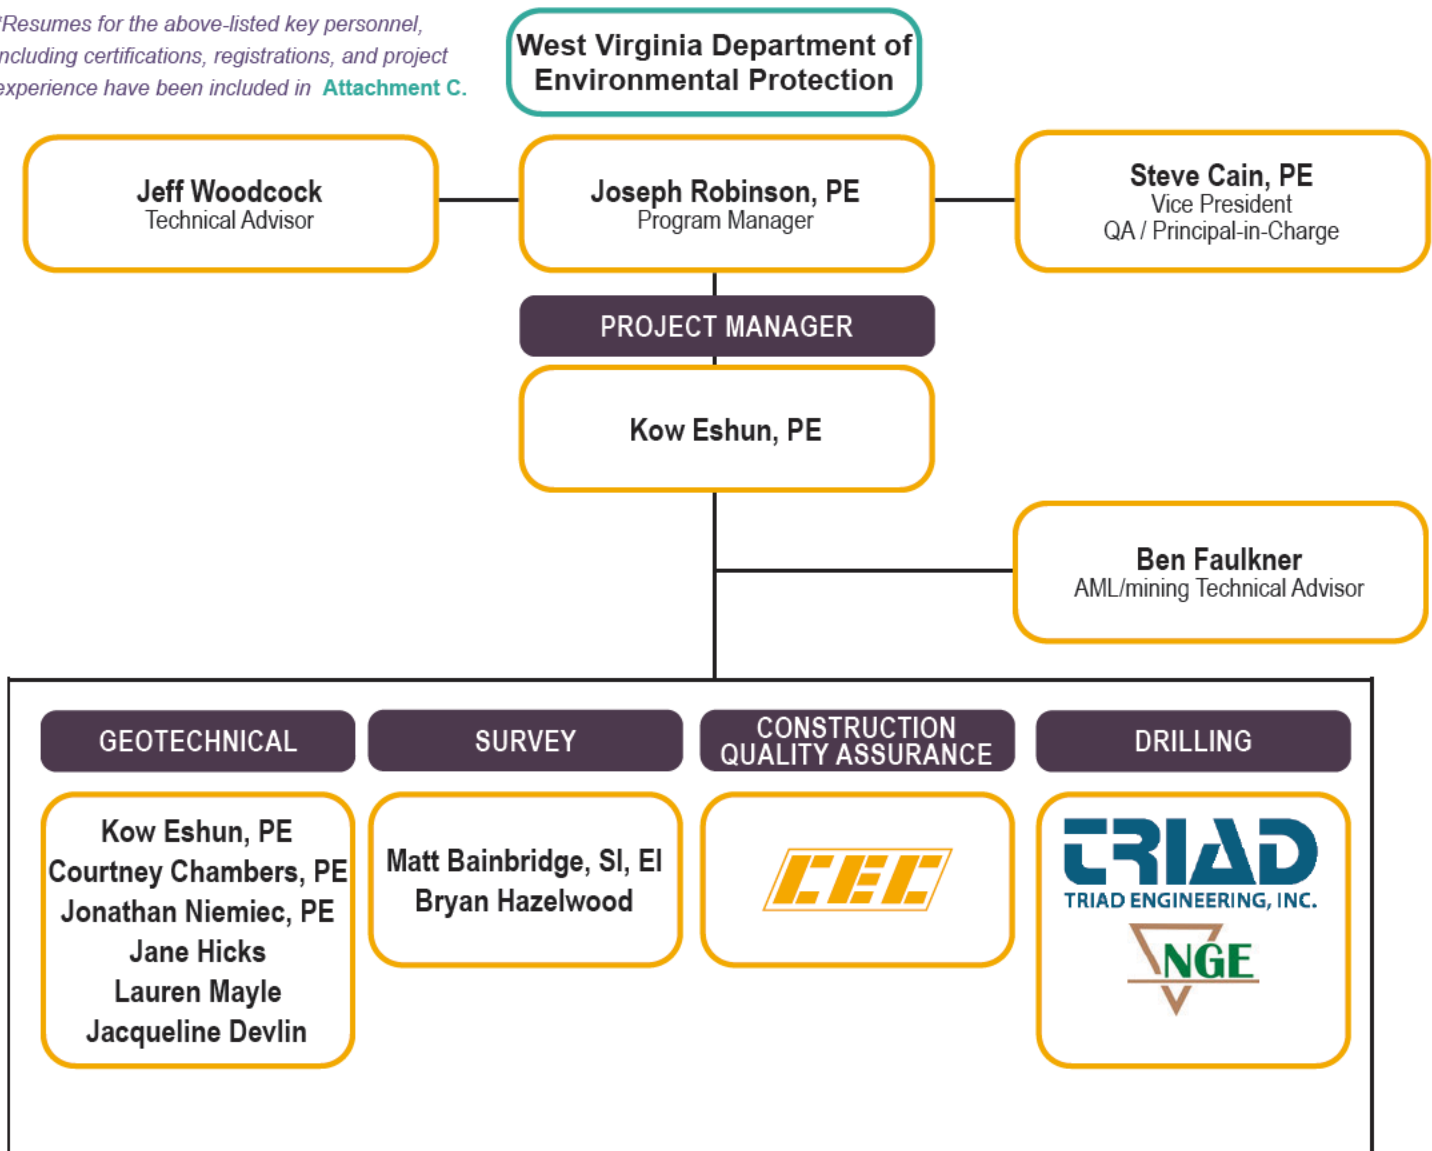 *Resumes for the above-listed key personnel,
including certifications, registrations, and project
experience have been included in Attachment C.
West Virginia Department of
Environmental Protection
Jeff Woodcock
Technical Advisor
Joseph Robinson, PE
Program Manager
Steve Cain, PE
Vice President
QA / Principal-in-Charge
PROJECT MANAGER
Kow Eshun, PE
Ben Faulkner
AML/mining Technical Advisor
GEOTECHNICAL
Kow Eshun, PE
Courtney Chambers, PE
Jonathan Niemiec, PE
Jane Hicks
Lauren Mayle
Jacqueline Devlin
SURVEY
Matt Bainbridge, SI, EI
Bryan Hazelwood
CONSTRUCTION
QUALITY ASSURANCE
CEC
DRILLING
TRIAD
TRIAD ENGINEERING, INC.
NGE